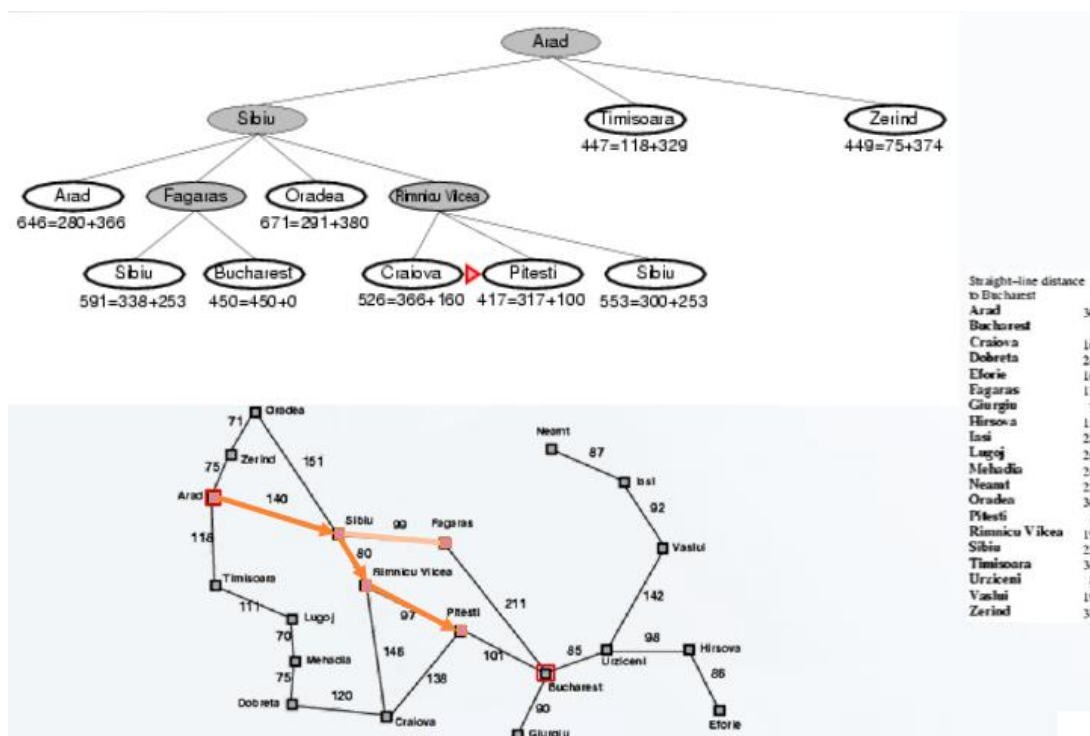 Arad
Sibiu
Timisoara
Zerind
447=118+329
449=75+374
Arad
Fagaras
Oradea
Rimnicu Vilcea
646=280+366
671=291+380
Sibiu
Bucharest
Craiova
Pitesti
Sibiu
591=338+253
450=450+0
526=366+160
417=317+100
553=300+253
Straight-line distance
to Bucharest
Arad
Bucharest
Craiova
Dobreta
Eforie
Fagaras
Giurgiu
Hirsova
Iasi
Lugoj
Mehadia
Neamt
Oradea
Pitesti
Rimnicu Vilcea
Sibiu
Timisoara
Urziceni
Vaslui
Zerind
Oradea
71
Neamt
Zerind
87
75
151
Iasi
Arad
140
92
Sibiu
99
Fagaras
118
80
Vaslui
Rimnicu Vilcea
Timisoara
211
142
111
Lugoj
97
Pitesti
70
98
Hirsova
146
85
Mehadia
101
Urziceni
75
138
86
Bucharest
120
Dobreta
90
Craiova
Eforie
Giurgiu